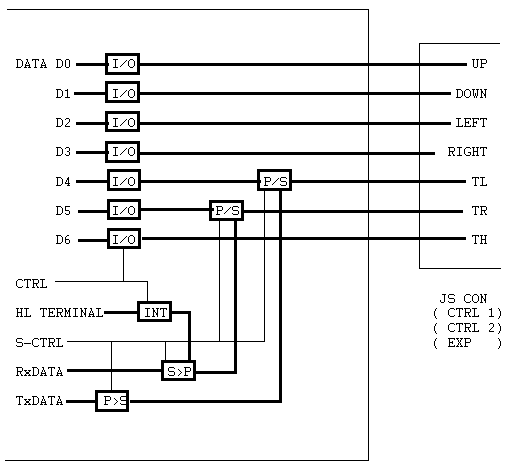 DATA D0 I/O UP
D1 I/O DOWN
D2 I/O LEFT
D3 I/O RIGHT
D4 I/O P/S TL
D5 I/O P/S TR
D6 I/O TH
CTRL
HL TERMINAL INT
S-CTRL
RxDATA S>P
TxDATA P>S
JS CON
( CTRL 1)
( CTRL 2)
( EXP )